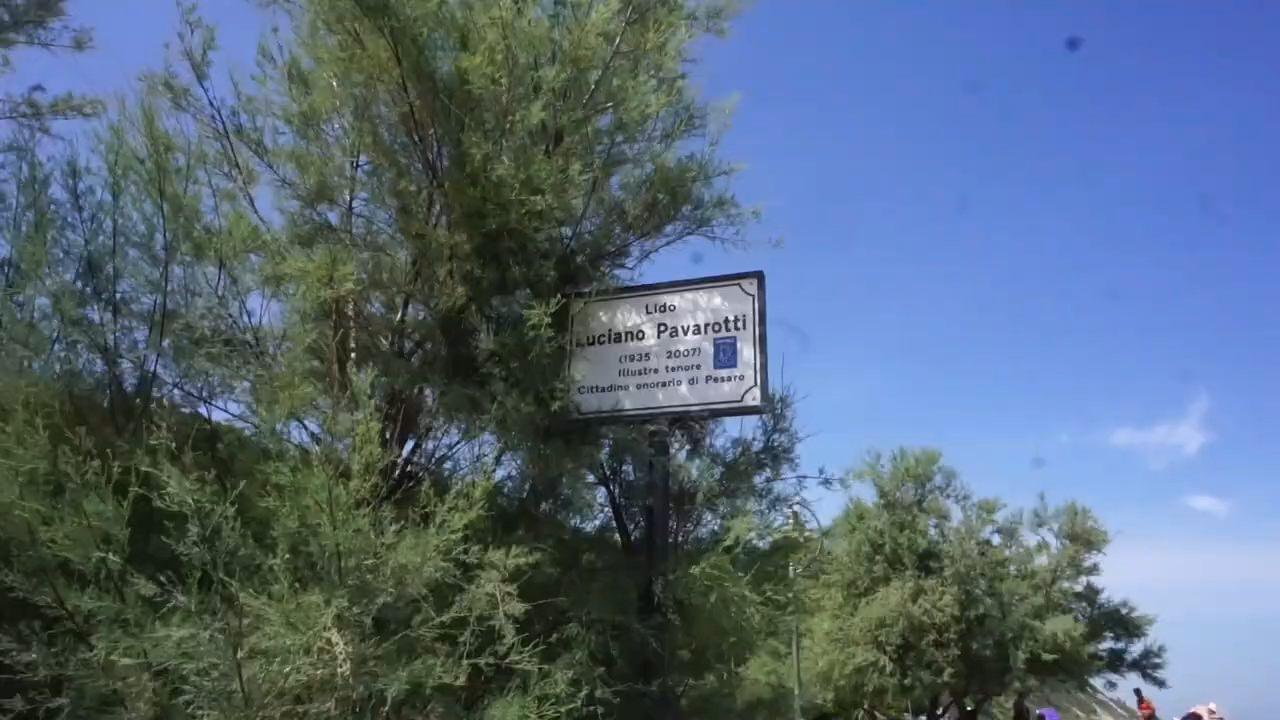 Lido
Luciano Pavarotti
(1935 2007)
Illustre tenore
Cittadino onorario di Pesaro